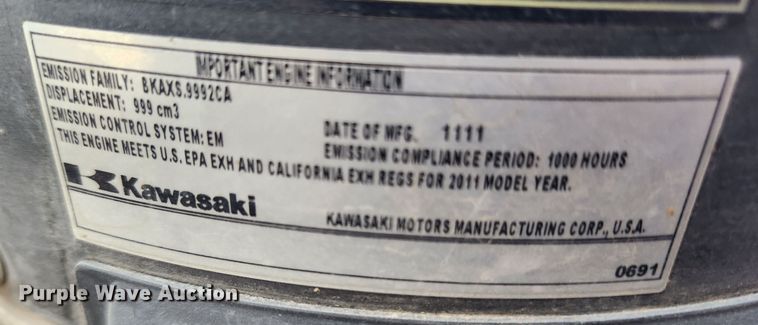 IMPORTANT ENGINE INFORMATION
EMISSION FAMILY: BKAXS.9992CA
DISPLACEMENT: 999 cm3
EMISSION CONTROL SYSTEM: EM
DATE OF MFG. 1111
EMISSION COMPLIANCE PERIOD: 1000 HOURS
THIS ENGINE MEETS U.S. EPA EXH AND CALIFORNIA EXH REGS FOR 2011 MODEL YEAR.
Kawasaki
KAWASAKI MOTORS MANUFACTURING CORP., U.S.A.
0691
Purple Wave Auction